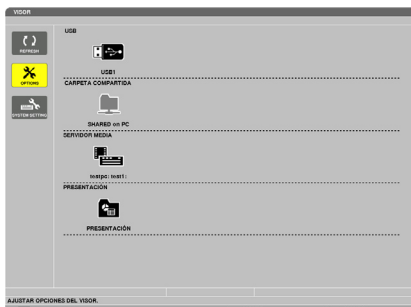 VISOR
REFRESH
OPTIONS
SYSTEM SETTING
USB
USB1
CARPETA COMPARTIDA
SHARED on PC
SERVIDOR MEDIA
testpc: test1:
PRESENTACIÓN
PRESENTACIÓN
AJUSTAR OPCIONES DEL VISOR.